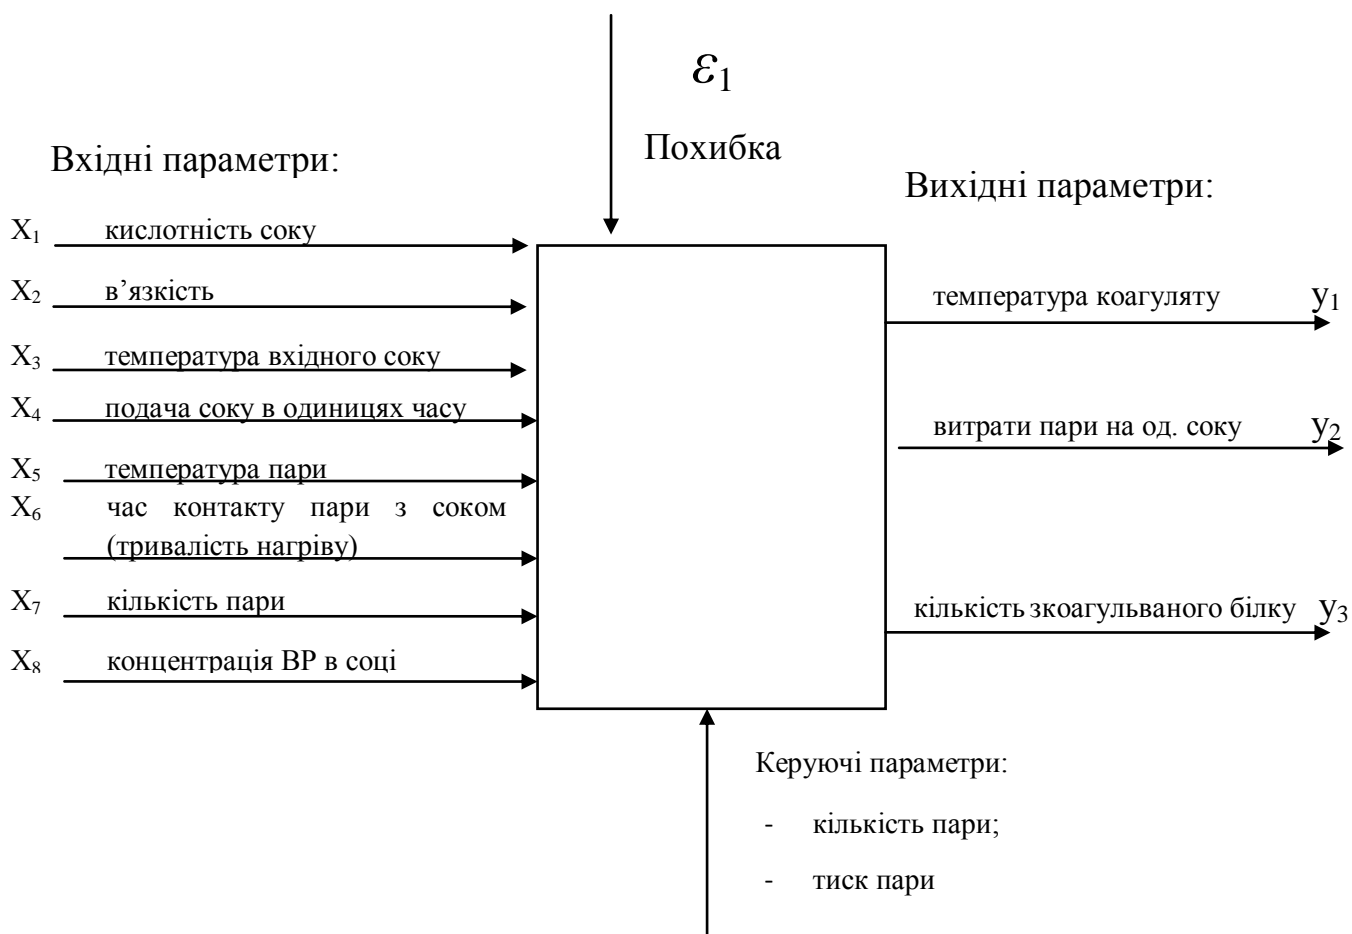 ε₁
Похибка
Вхідні параметри:
X₁ кислотність соку
X₂ в’язкість
X₃ температура вхідного соку
X₄ подача соку в одиницях часу
X₅ температура пари
X₆ час контакту пари з соком
(тривалість нагріву)
X₇ кількість пари
X₈ концентрація ВР в соці
Вихідні параметри:
температура коагуляту y₁
витрати пари на од. соку y₂
кількість зкоагульваного білку y₃
Керуючі параметри:
- кількість пари;
- тиск пари